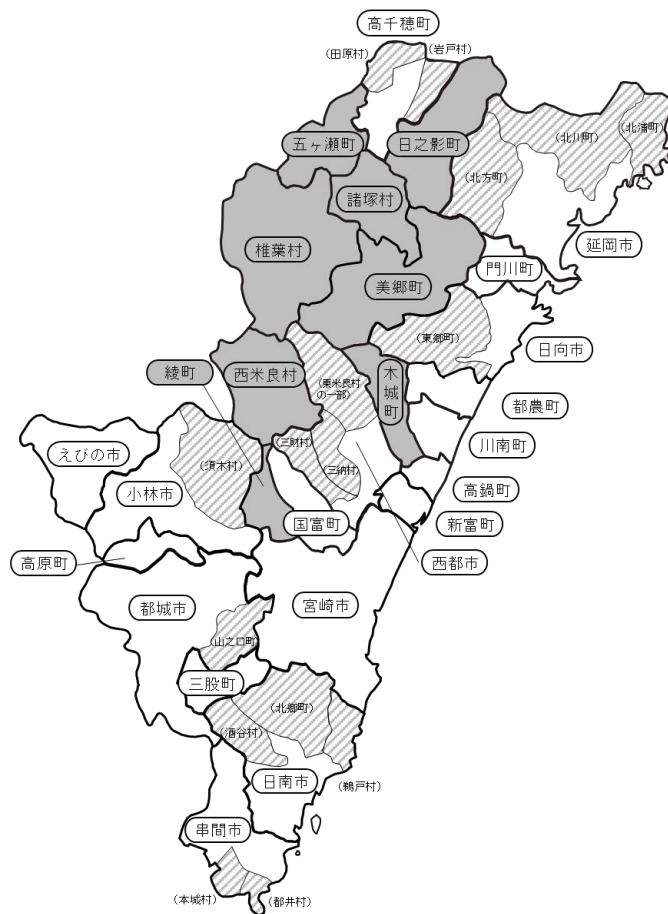 高千穂町
(田原村)
(岩戸村)
五ヶ瀬町
日之影町
(北川町)
(北浦町)
(北方町)
諸塚村
椎葉村
延岡市
門川町
美郷町
(東郷町)
日向市
綾町
西米良村
(東米良村
の一部)
木城町
都農町
川南町
えびの市
(須木村)
(三財村)
(三納村)
小林市
高鍋町
国富町
新富町
高原町
西都市
都城市
宮崎市
(山之口町)
三股町
(北郷町)
(酒谷村)
日南市
(鵜戸村)
串間市
(本城村)
(都井村)